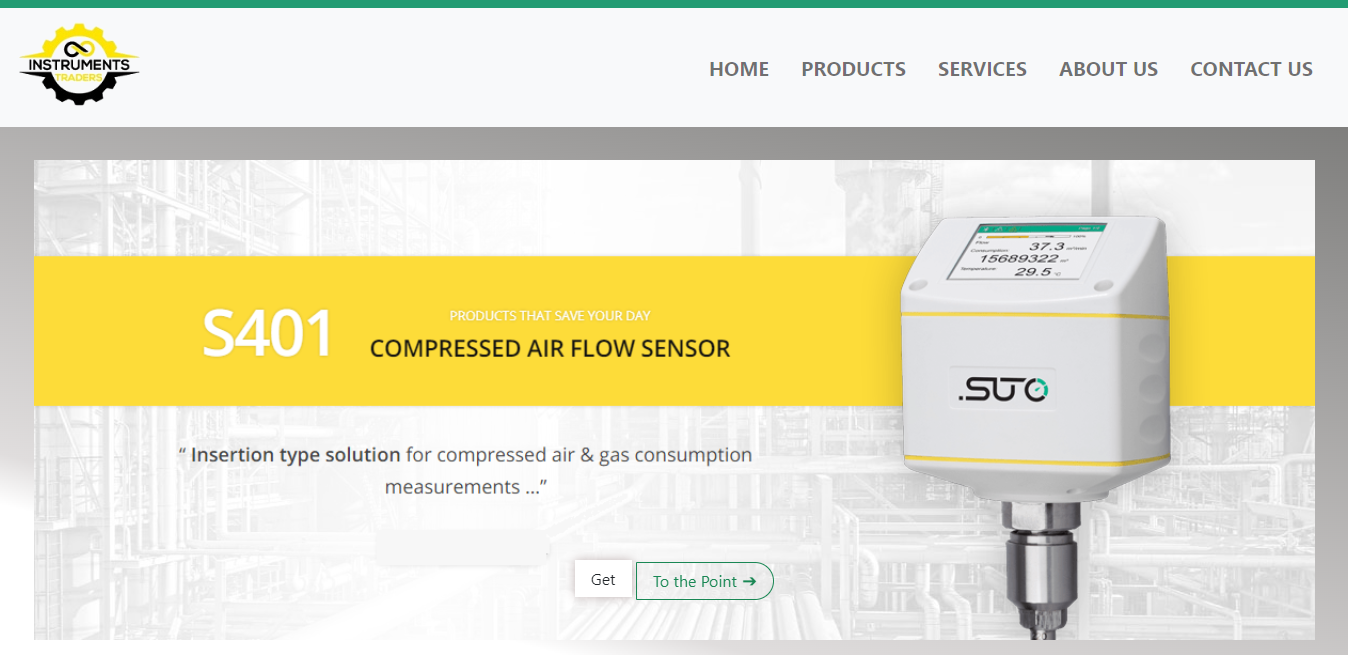 INSTRUMENTS
TRADERS
HOME PRODUCTS SERVICES ABOUT US CONTACT US
S401
PRODUCTS THAT SAVE YOUR DAY
COMPRESSED AIR FLOW SENSOR
“ Insertion type solution for compressed air & gas consumption
measurements ...”
Get To the Point ➔
Flow
37.3
Consumption
15689322 m³
Temperature
29.5 °C
.SUTO